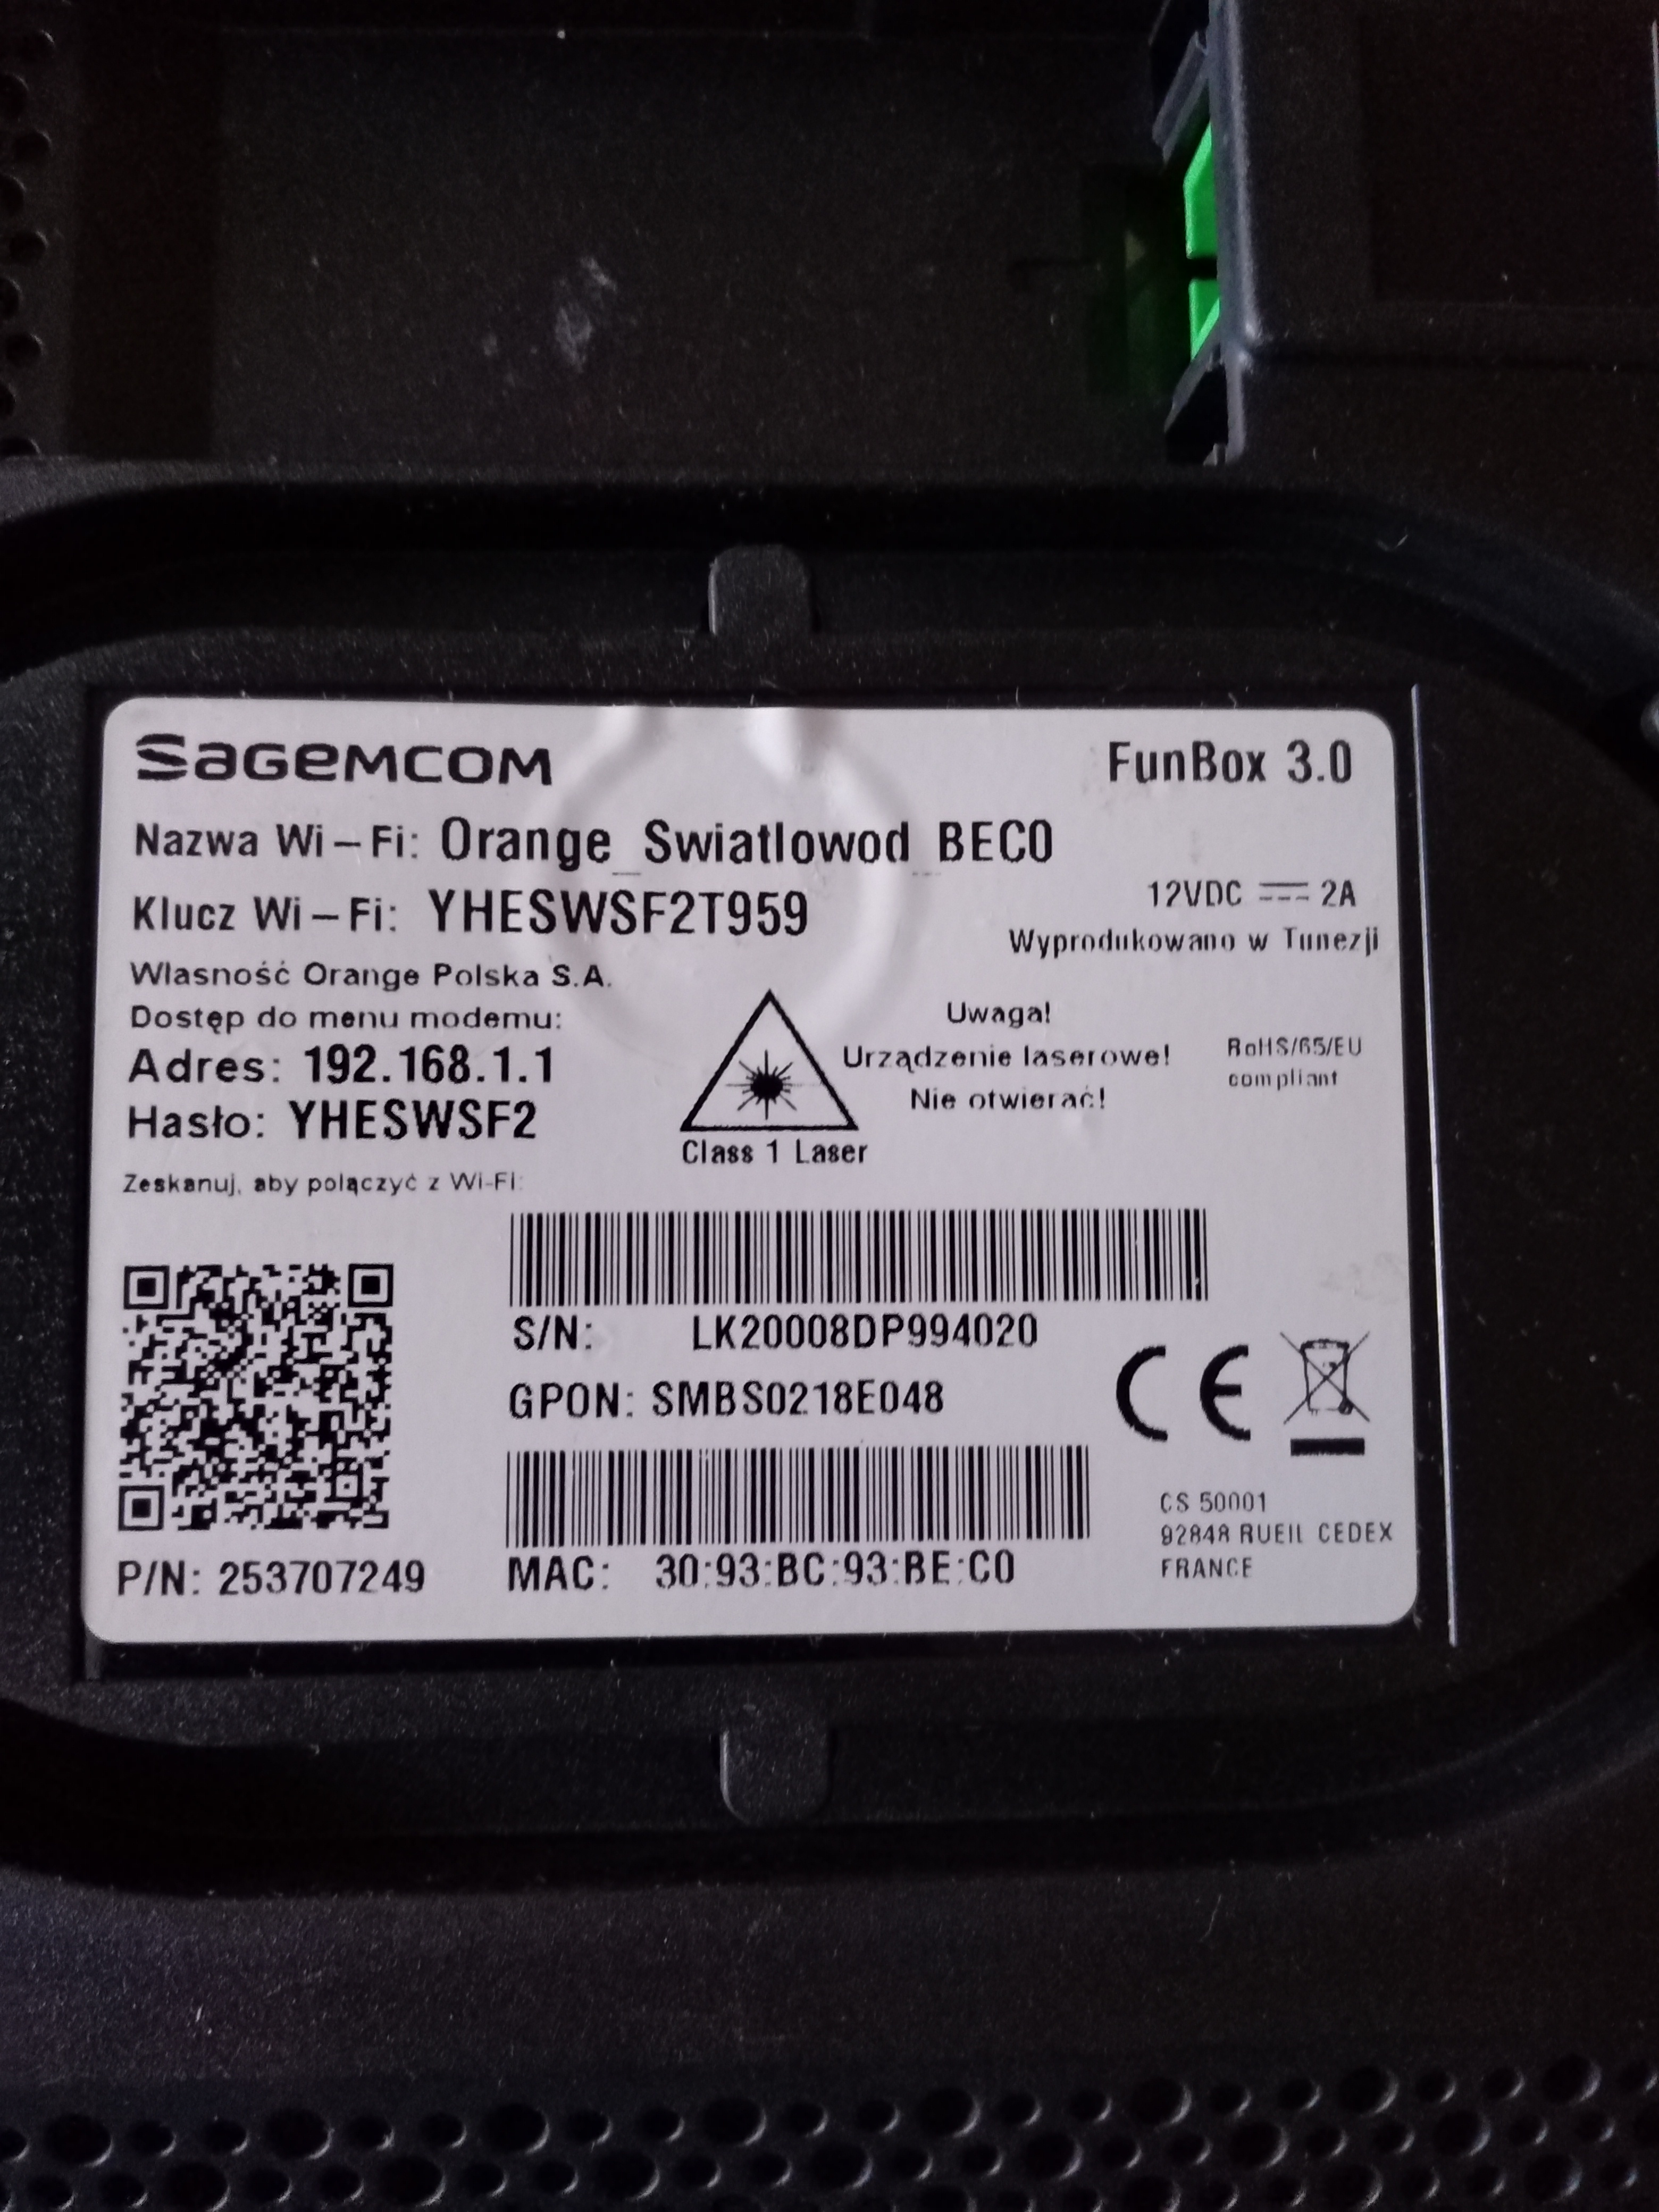 SAGEMCOM
FunBox 3.0
Nazwa Wi-Fi: Orange_Swiatlowod_BEC0
Klucz Wi-Fi: YHESWSF2T959
12VDC 2A
Wyprodukowano w Tunezji
Wlasność Orange Polska S.A.
Dostęp do menu modemu:
Adres: 192.168.1.1
Hasło: YHESWSF2
Uwaga!
Urządzenie laserowe!
Nie otwierać!
Class 1 Laser
RoHS/65/EU
compliant
Zeskanuj, aby polączyć z Wi-Fi:
S/N: LK20008DP994020
GPON: SMBS0218E048
MAC: 30:93:BC:93:BE:C0
P/N: 253707249
CE
CS 50001
92848 RUEIL CEDEX
FRANCE